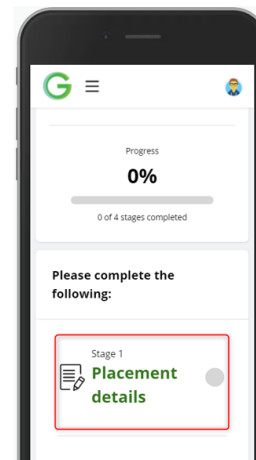 G
Progress
0%
0 of 4 stages completed
Please complete the
following:
Stage 1
Placement
details